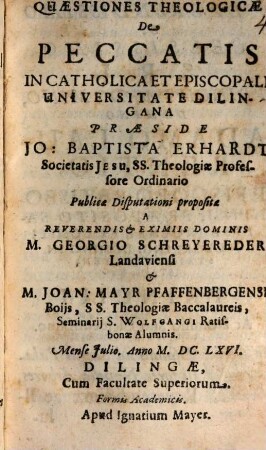 QUÆSTIONES THEOLOGICÆ
De
PECCATIS
IN CATHOLICA ET EPISCOPALI
UNIVERSITATE DILIN-
GANA
PRÆSIDE
JO: BAPTISTA ERHARDT
Societatis Jesu, SS. Theologiæ Profes-
sore Ordinario
Publicæ Disputationi propositæ
A
REVERENDIS & EXIMIIS DOMINIS
M. GEORGIO SCHREYEREDER
Landaviensi
&
M. JOAN: MAYR PFAFFENBERGENSI
Boijs, SS. Theologiæ Baccalaureis,
Seminarij S. WOLFGANGI Ratis-
bonæ Alumnis.
Mense Julio. Anno M. DC. LXVI.
DILINGÆ,
Cum Facultate Superiorum.
Formis Academicis.
Apud Ignatium Mayer.